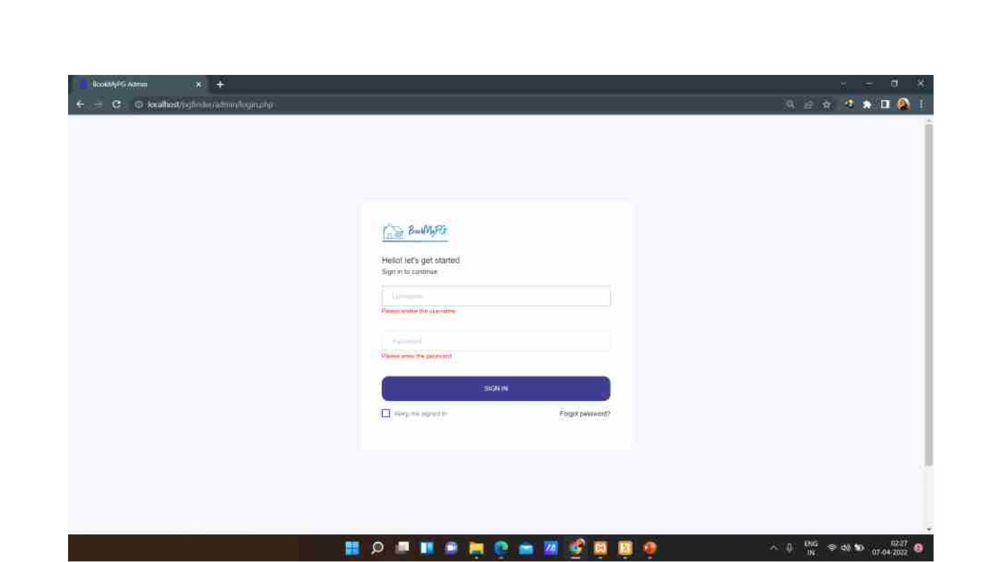 BookMyPG Admin
localhost/pgfinder/admin/login.php
BookMyPG
Hello! let's get started
Sign in to continue
Username
Please enter the username
Password
Please enter the password
SIGN IN
Keep me signed in
Forgot password?
ENG
IN
02:27
07-04-2022